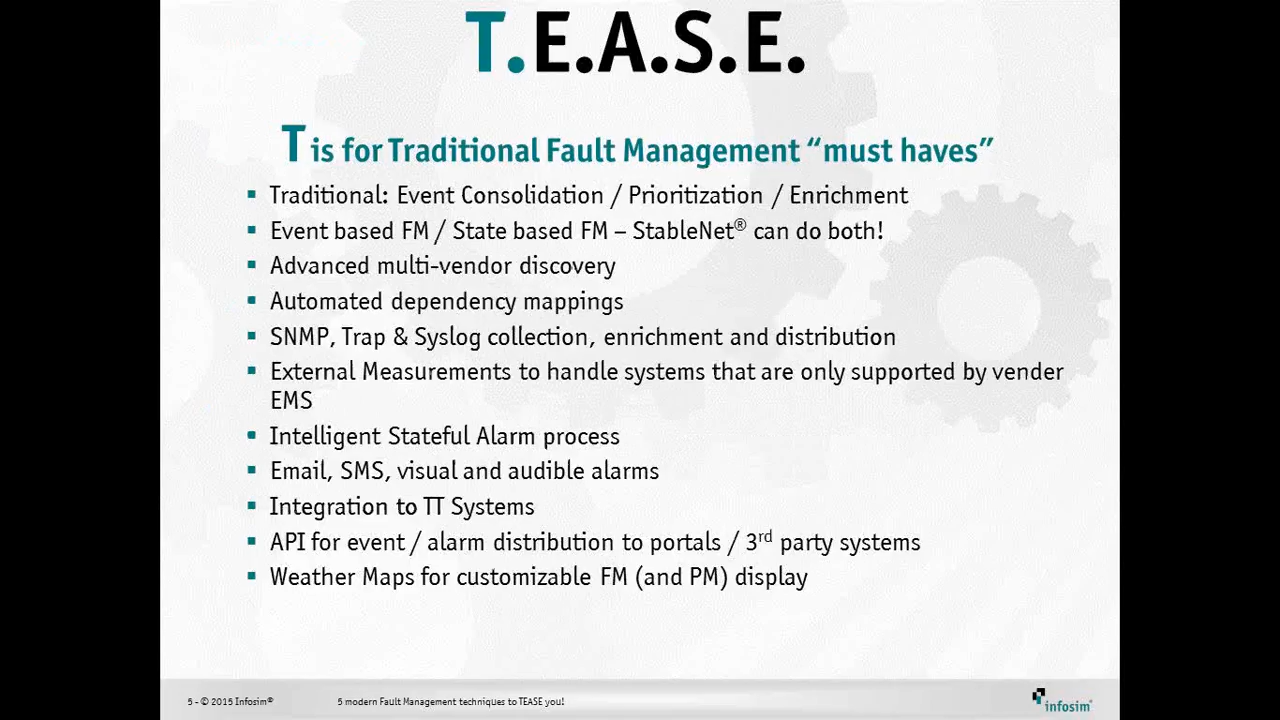 T.E.A.S.E.
T is for Traditional Fault Management “must haves”
▪ Traditional: Event Consolidation / Prioritization / Enrichment
▪ Event based FM / State based FM – StableNet® can do both!
▪ Advanced multi-vendor discovery
▪ Automated dependency mappings
▪ SNMP, Trap & Syslog collection, enrichment and distribution
▪ External Measurements to handle systems that are only supported by vender
EMS
▪ Intelligent Stateful Alarm process
▪ Email, SMS, visual and audible alarms
▪ Integration to TT Systems
▪ API for event / alarm distribution to portals / 3rd party systems
▪ Weather Maps for customizable FM (and PM) display
5 - © 2015 Infosim®
5 modern Fault Management techniques to TEASE you!
infosim®